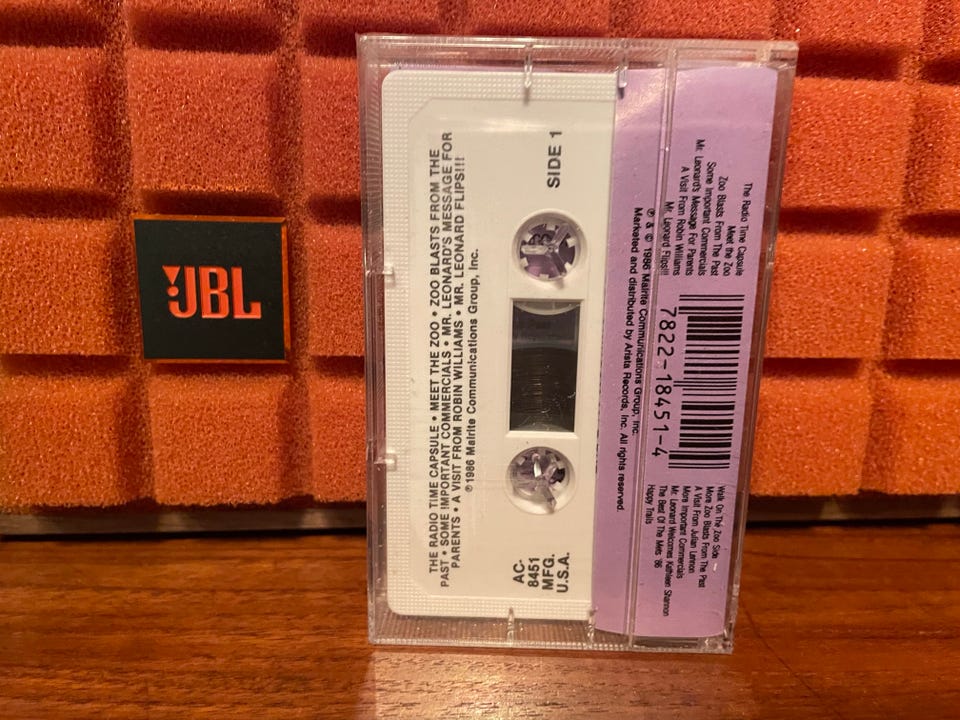 JBL
THE RADIO TIME CAPSULE • MEET THE ZOO • ZOO BLASTS FROM THE
PAST • SOME IMPORTANT COMMERCIALS • MR. LEONARD'S MESSAGE FOR
PARENTS • A VISIT FROM ROBIN WILLIAMS • MR. LEONARD FLIPS!!!
℗1986 Malrite Communications Group, Inc.
SIDE 1
AC-
8451
MFG.
U.S.A.
The Radio Time Capsule
Meet the Zoo
Zoo Blasts From The Past
Some Important Commercials
Mr. Leonard's Message For Parents
A Visit From Robin Williams
Mr. Leonard Flips!!!
7822-18451-4
Walk On The Zoo Side
More Zoo Blasts From The Past
A Visit From Julian Lennon
More Important Commercials
Mr. Leonard Welcomes Kathleen Shannon
The Best Of The Mets '86
Happy Trails
℗ & © 1986 Malrite Communications Group, Inc.
Marketed and distributed by Arista Records, Inc. All rights reserved.